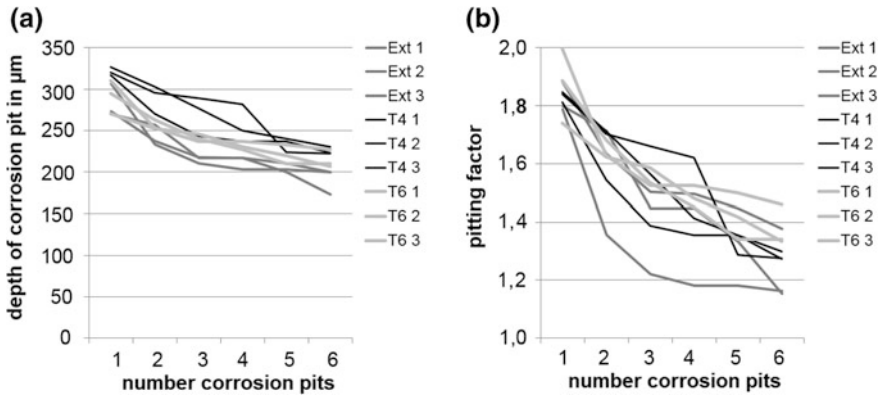 (a)
depth of corrosion pit in µm
350
300
250
200
150
100
50
0
1 2 3 4 5 6
number corrosion pits
Ext 1
Ext 2
Ext 3
T4 1
T4 2
T4 3
T6 1
T6 2
T6 3
(b)
pitting factor
2,0
1,8
1,6
1,4
1,2
1,0
1 2 3 4 5 6
number corrosion pits
Ext 1
Ext 2
Ext 3
T4 1
T4 2
T4 3
T6 1
T6 2
T6 3